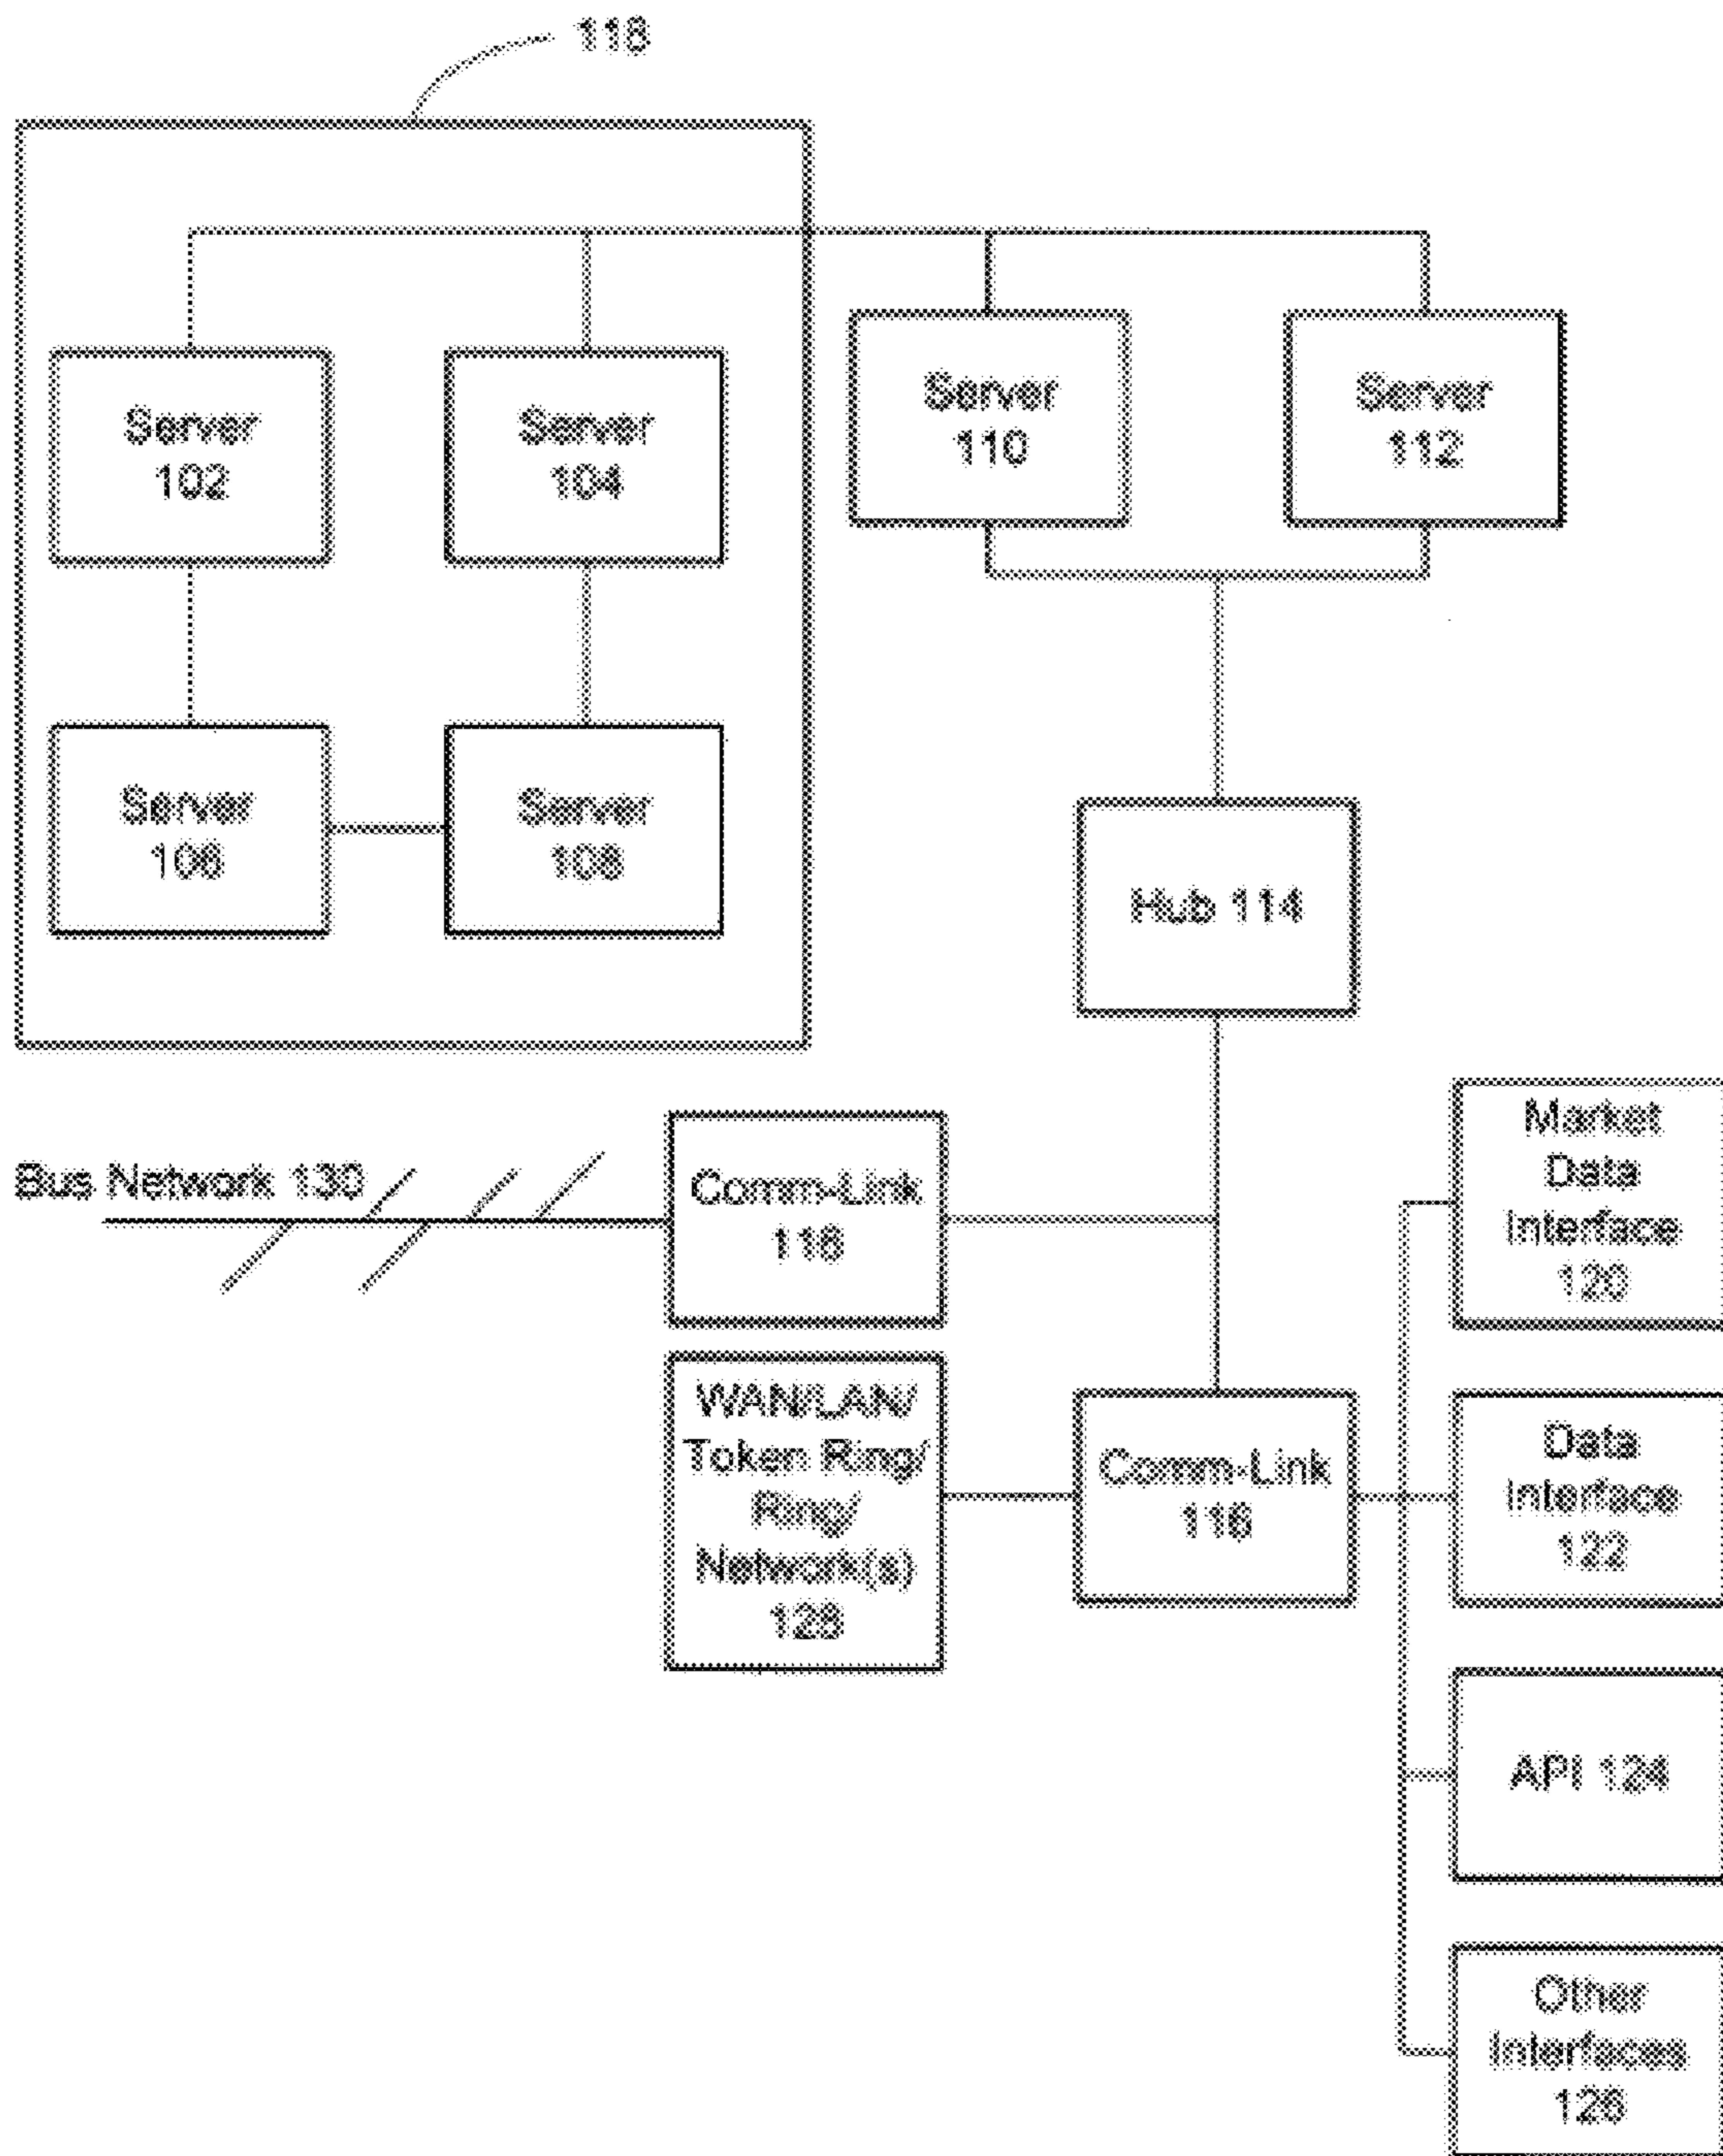 118
Server
102
Server
104
Server
110
Server
112
Server
106
Server
108
Hub 114
Bus Network 130
Comm-Link
116
Market
Data
Interface
120
WAN/LAN/
Token Ring/
Ring/
Network(s)
128
Comm-Link
116
Data
Interface
122
API 124
Other
Interfaces
126